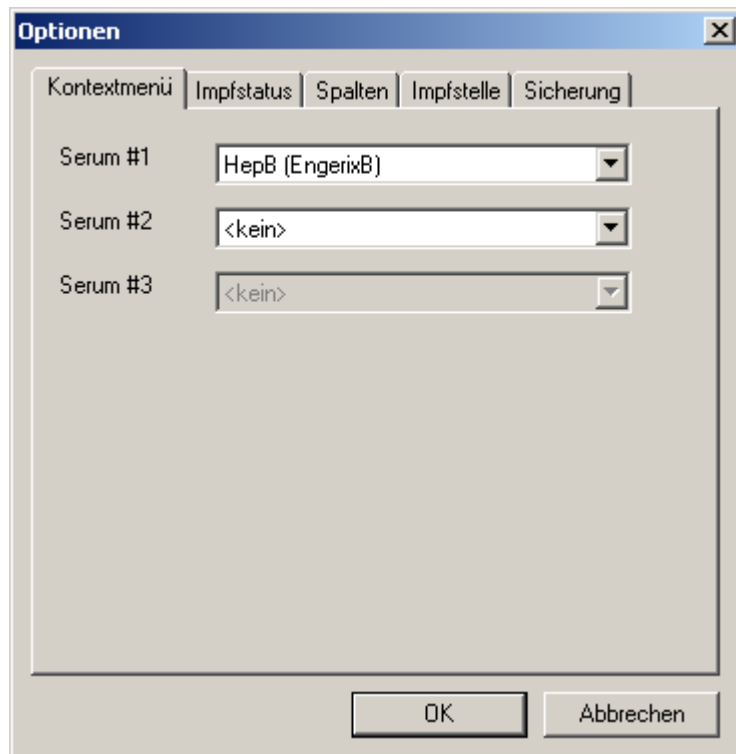 Optionen
Kontextmenü Impfstatus Spalten Impfstelle Sicherung
Serum #1 HepB (EngerixB)
Serum #2 <kein>
Serum #3 <kein>
OK Abbrechen